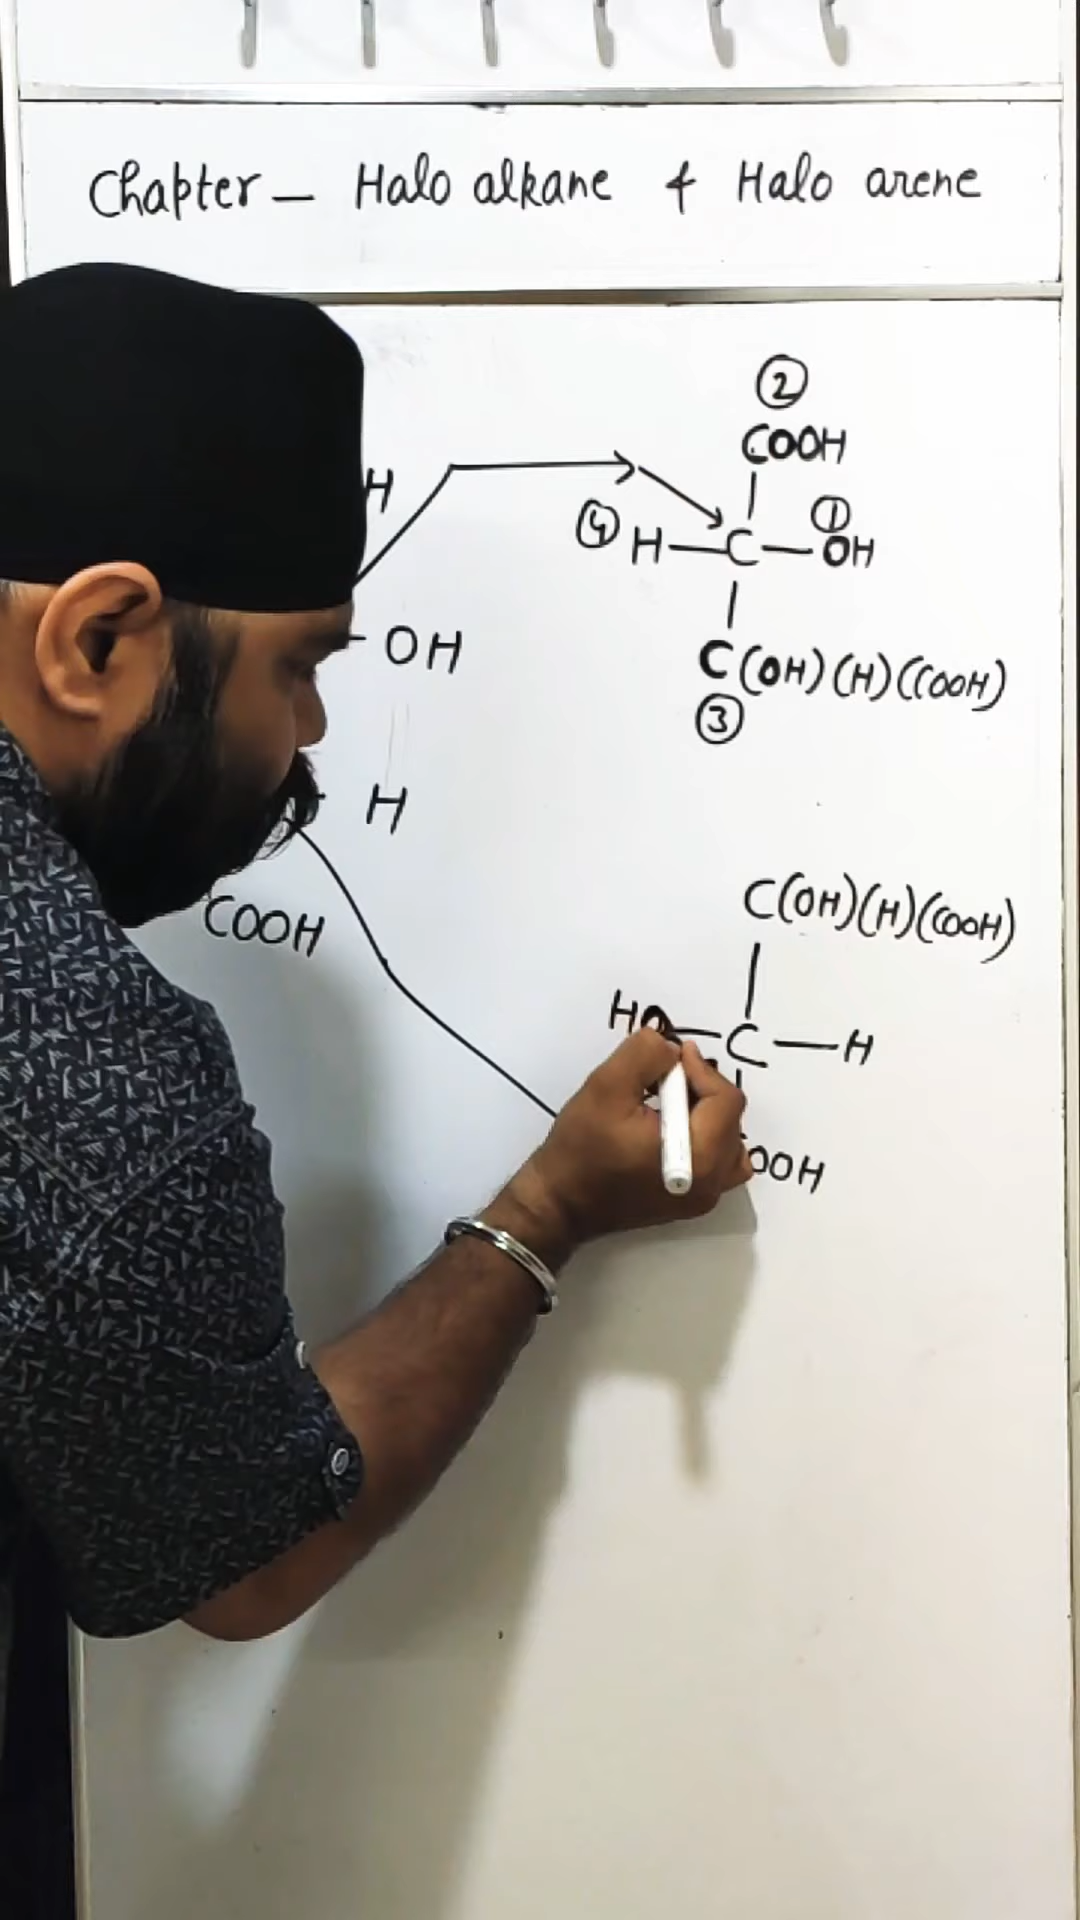 Chapter – Halo alkane & Halo arene
②
COOH
H
①
④ H—C—OH
OH
C(OH)(H)(COOH)
③
H
C(OH)(H)(COOH)
COOH
HO—C—H
OOH